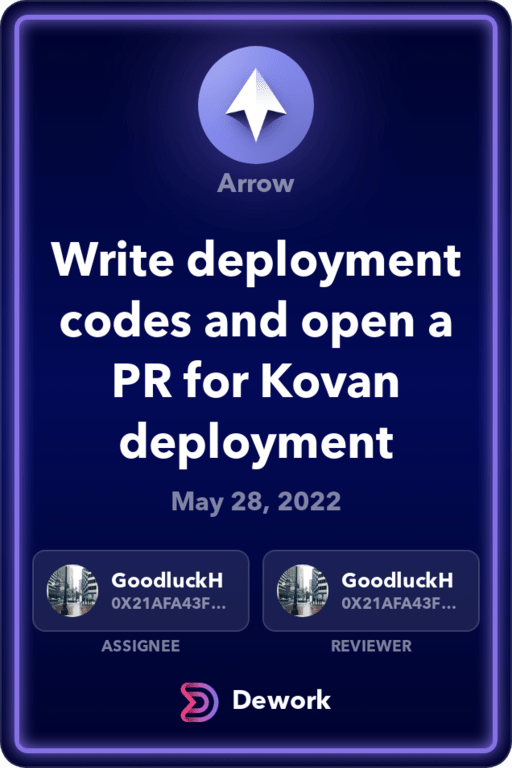 Arrow
Write deployment
codes and open a
PR for Kovan
deployment
May 28, 2022
GoodluckH
0X21AFA43F...
ASSIGNEE
GoodluckH
0X21AFA43F...
REVIEWER
Dework